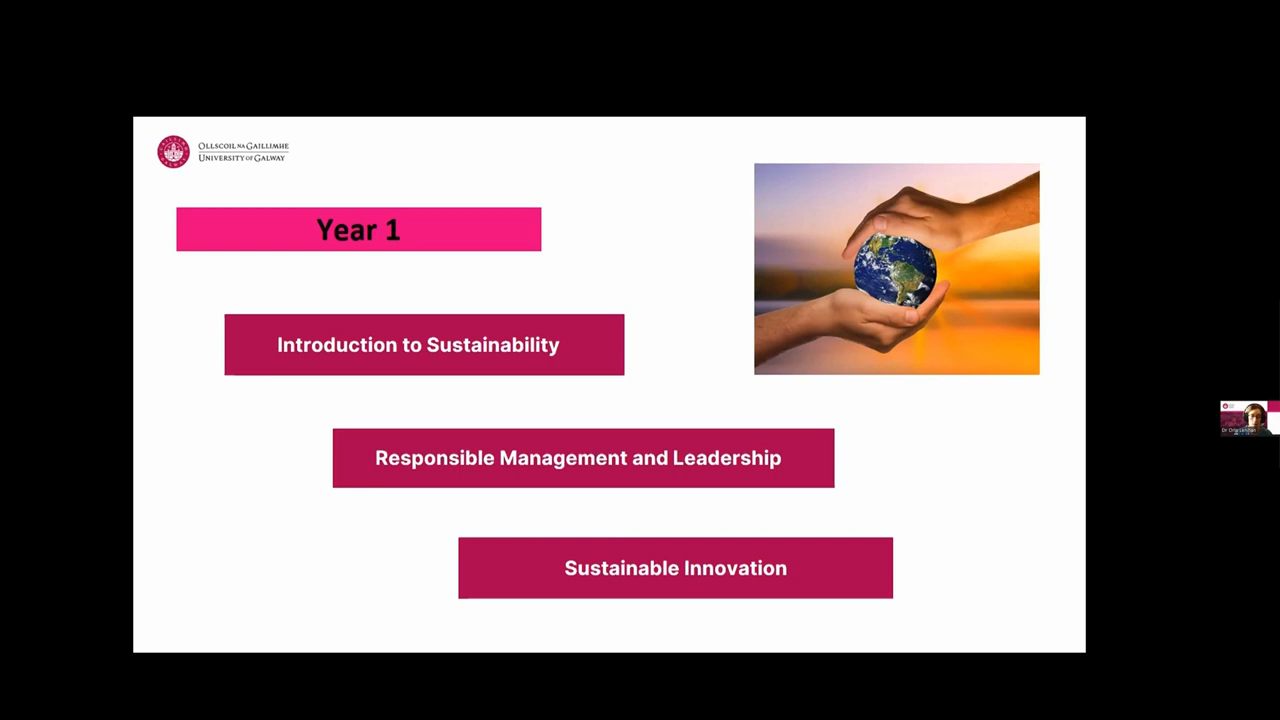 OLLSCOIL NA GAILLIMHE
UNIVERSITY OF GALWAY
Year 1
Introduction to Sustainability
Responsible Management and Leadership
Sustainable Innovation